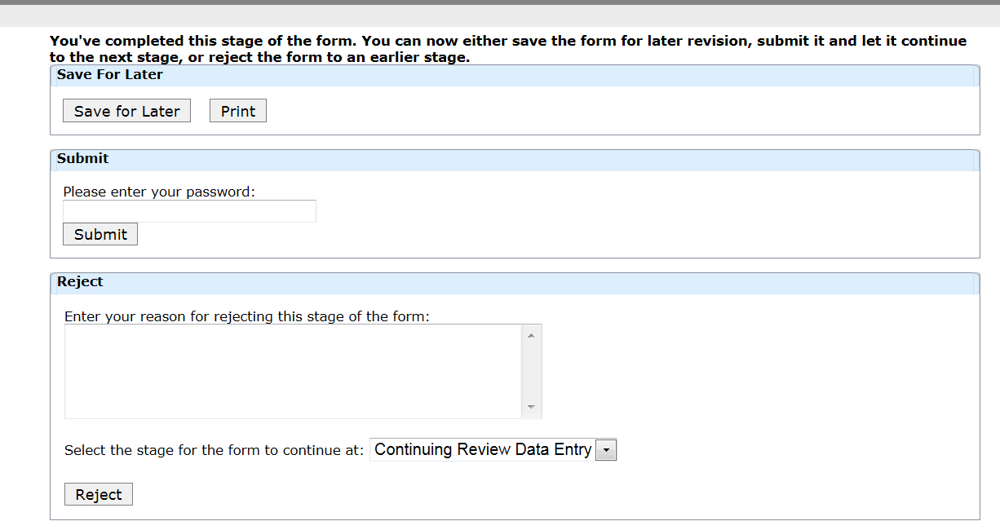 You've completed this stage of the form. You can now either save the form for later revision, submit it and let it continue
to the next stage, or reject the form to an earlier stage.
Save For Later
Save for Later Print
Submit
Please enter your password:
Submit
Reject
Enter your reason for rejecting this stage of the form:
Select the stage for the form to continue at: Continuing Review Data Entry
Reject